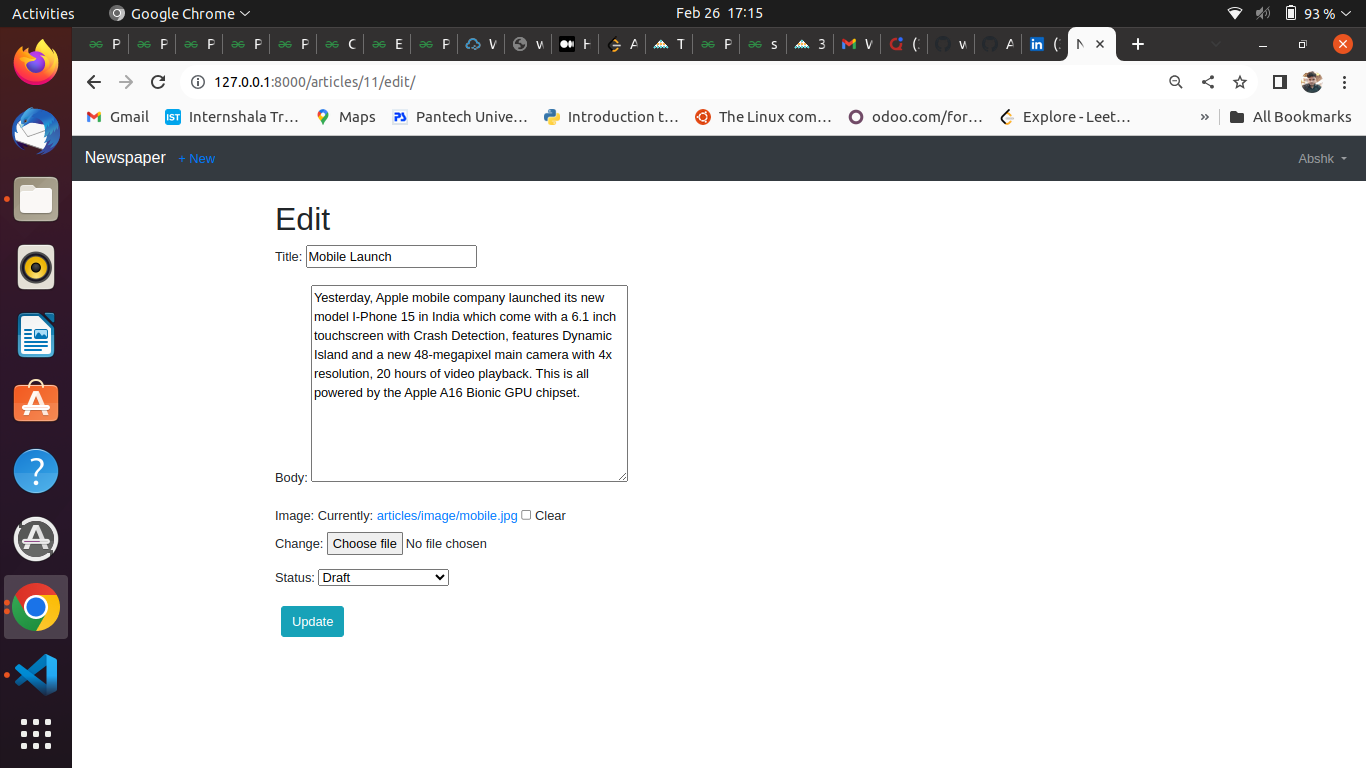 Activities
Google Chrome
Feb 26 17:15
93 %
P
P
P
P
P
C
E
P
V
w
H
A
T
P
s
3
V
(
w
A
(
127.0.0.1:8000/articles/11/edit/
Gmail
Internshala Tr…
Maps
Pantech Unive…
Introduction t…
The Linux com…
odoo.com/for…
Explore - Leet…
»
All Bookmarks
Newspaper
+ New
Abshk
Edit
Title: Mobile Launch
Yesterday, Apple mobile company launched its new
model I-Phone 15 in India which come with a 6.1 inch
touchscreen with Crash Detection, features Dynamic
Island and a new 48-megapixel main camera with 4x
resolution, 20 hours of video playback. This is all
powered by the Apple A16 Bionic GPU chipset.
Body:
Image: Currently: articles/image/mobile.jpg Clear
Change: Choose file No file chosen
Status: Draft
Update